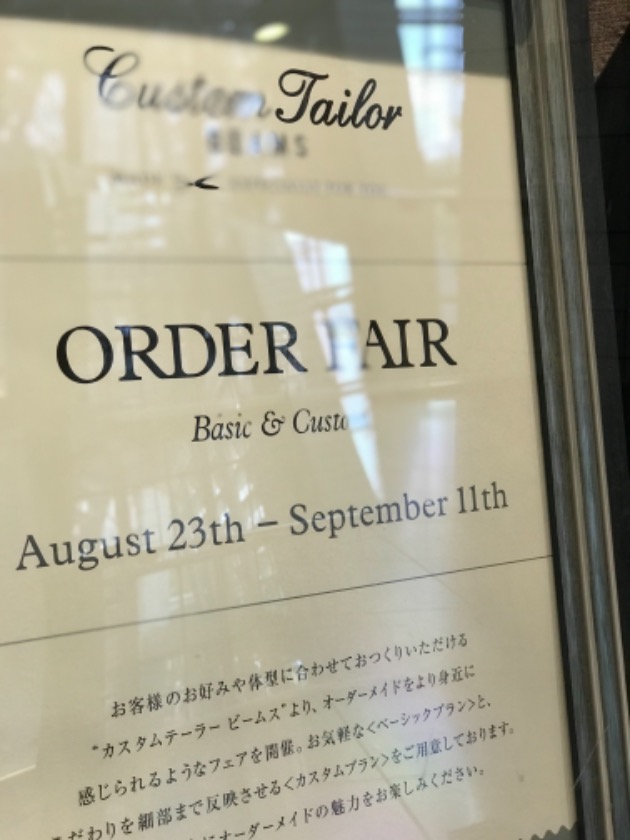 Custom Tailor
BEAMS
ORDER FAIR
Basic & Custo
August 23th – September 11th
お客様のお好みや体型に合わせておつくりいただける
“カスタムテーラー ビームス”より、オーダーメイドをより身近に
感じられるようなフェアを開催。お気軽な<ベーシックプラン>と、
だわりを細部まで反映させる<カスタムプラン>をご用意しております。
オーダーメイドの魅力をお楽しみください。